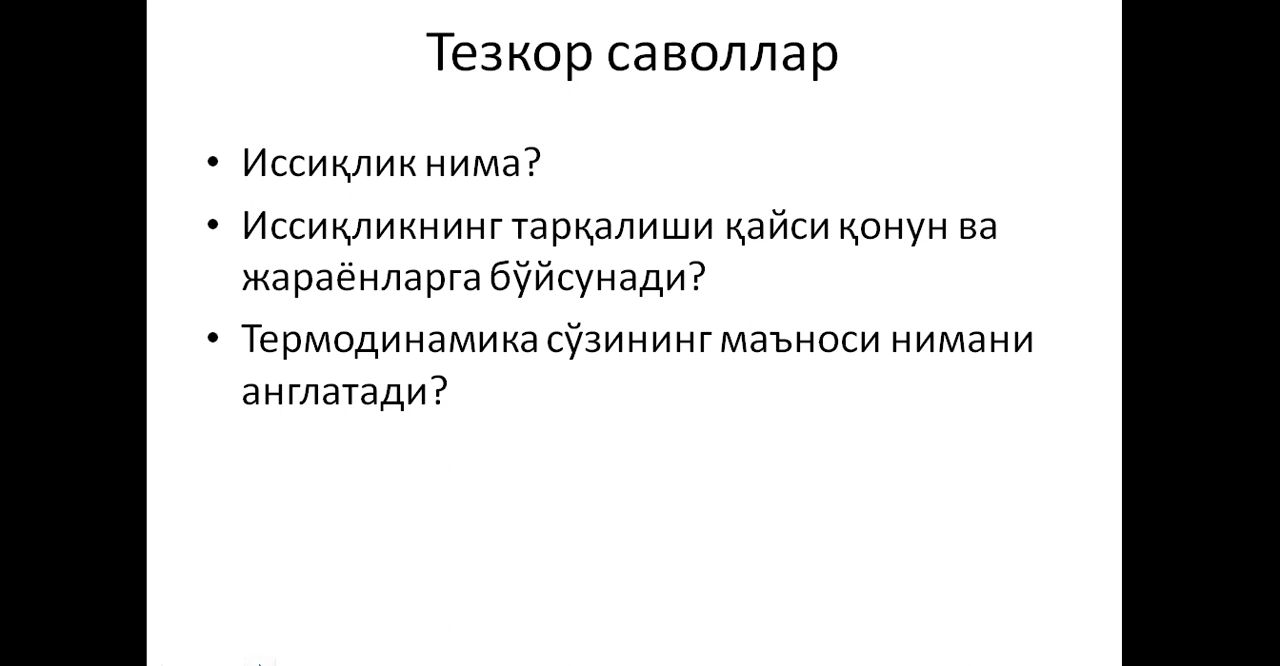 Тезкор саволлар
• Иссиқлик нима?
• Иссиқликнинг тарқалиши қайси қонун ва
жараёнларга бўйсунади?
• Термодинамика сўзининг маъноси нимани
англатади?